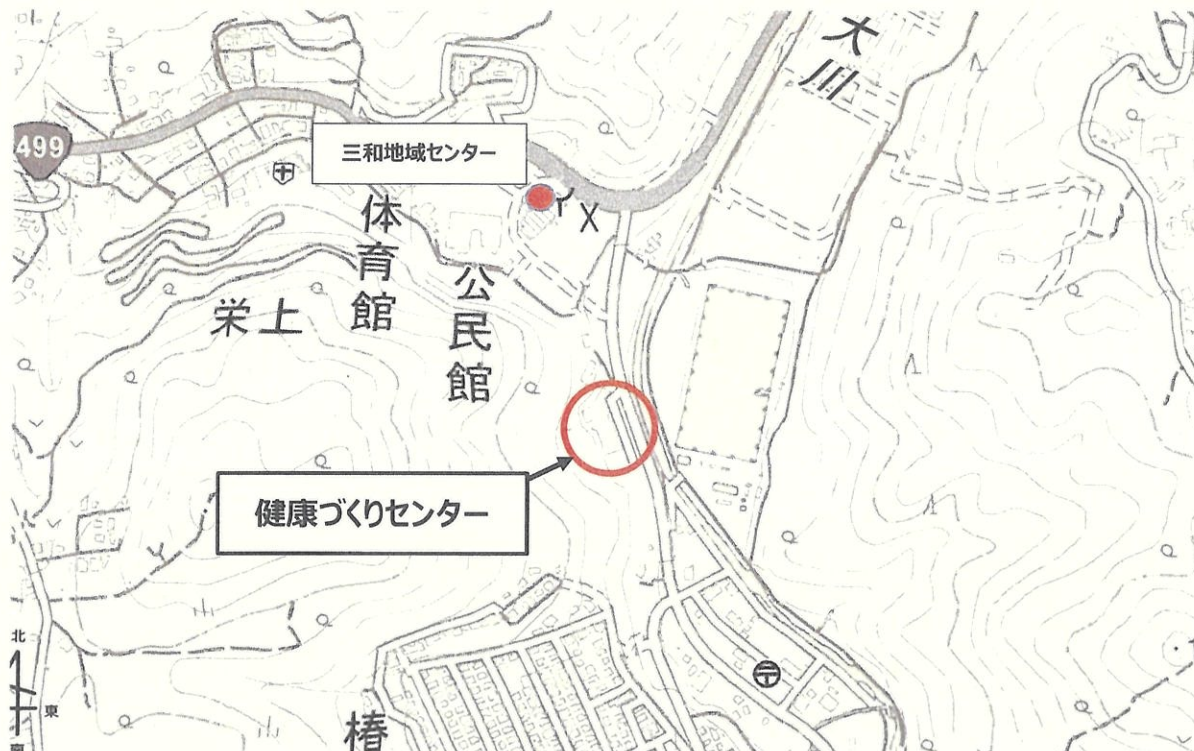 大川
499
三和地域センター
体育館
公民館
栄上
健康づくりセンター
椿
北
東